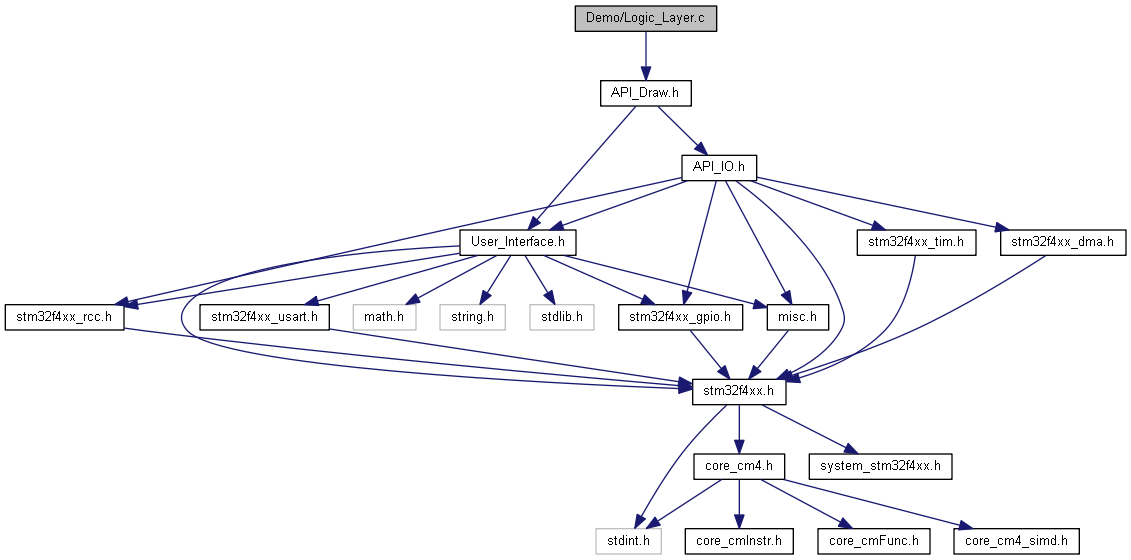 Demo/Logic_Layer.c
API_Draw.h
API_IO.h
User_Interface.h
stm32f4xx_tim.h
stm32f4xx_dma.h
stm32f4xx_rcc.h
stm32f4xx_usart.h
math.h
string.h
stdlib.h
stm32f4xx_gpio.h
misc.h
stm32f4xx.h
core_cm4.h
system_stm32f4xx.h
stdint.h
core_cmInstr.h
core_cmFunc.h
core_cm4_simd.h